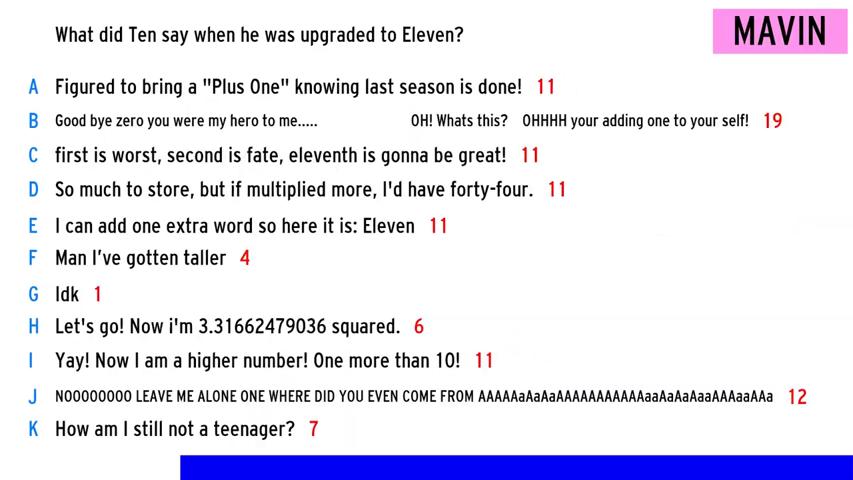 What did Ten say when he was upgraded to Eleven?
MAVIN
A Figured to bring a "Plus One" knowing last season is done! 11
B Good bye zero you were my hero to me..... OH! Whats this? OHHHH your adding one to your self! 19
C first is worst, second is fate, eleventh is gonna be great! 11
D So much to store, but if multiplied more, I'd have forty-four. 11
E I can add one extra word so here it is: Eleven 11
F Man I've gotten taller 4
G Idk 1
H Let's go! Now i'm 3.31662479036 squared. 6
I Yay! Now I am a higher number! One more than 10! 11
J NOOOOOOOO LEAVE ME ALONE ONE WHERE DID YOU EVEN COME FROM AAAAAaAaAaAAAAAAAAAAAAaaAaAaAaaAAAaaAAa 12
K How am I still not a teenager? 7